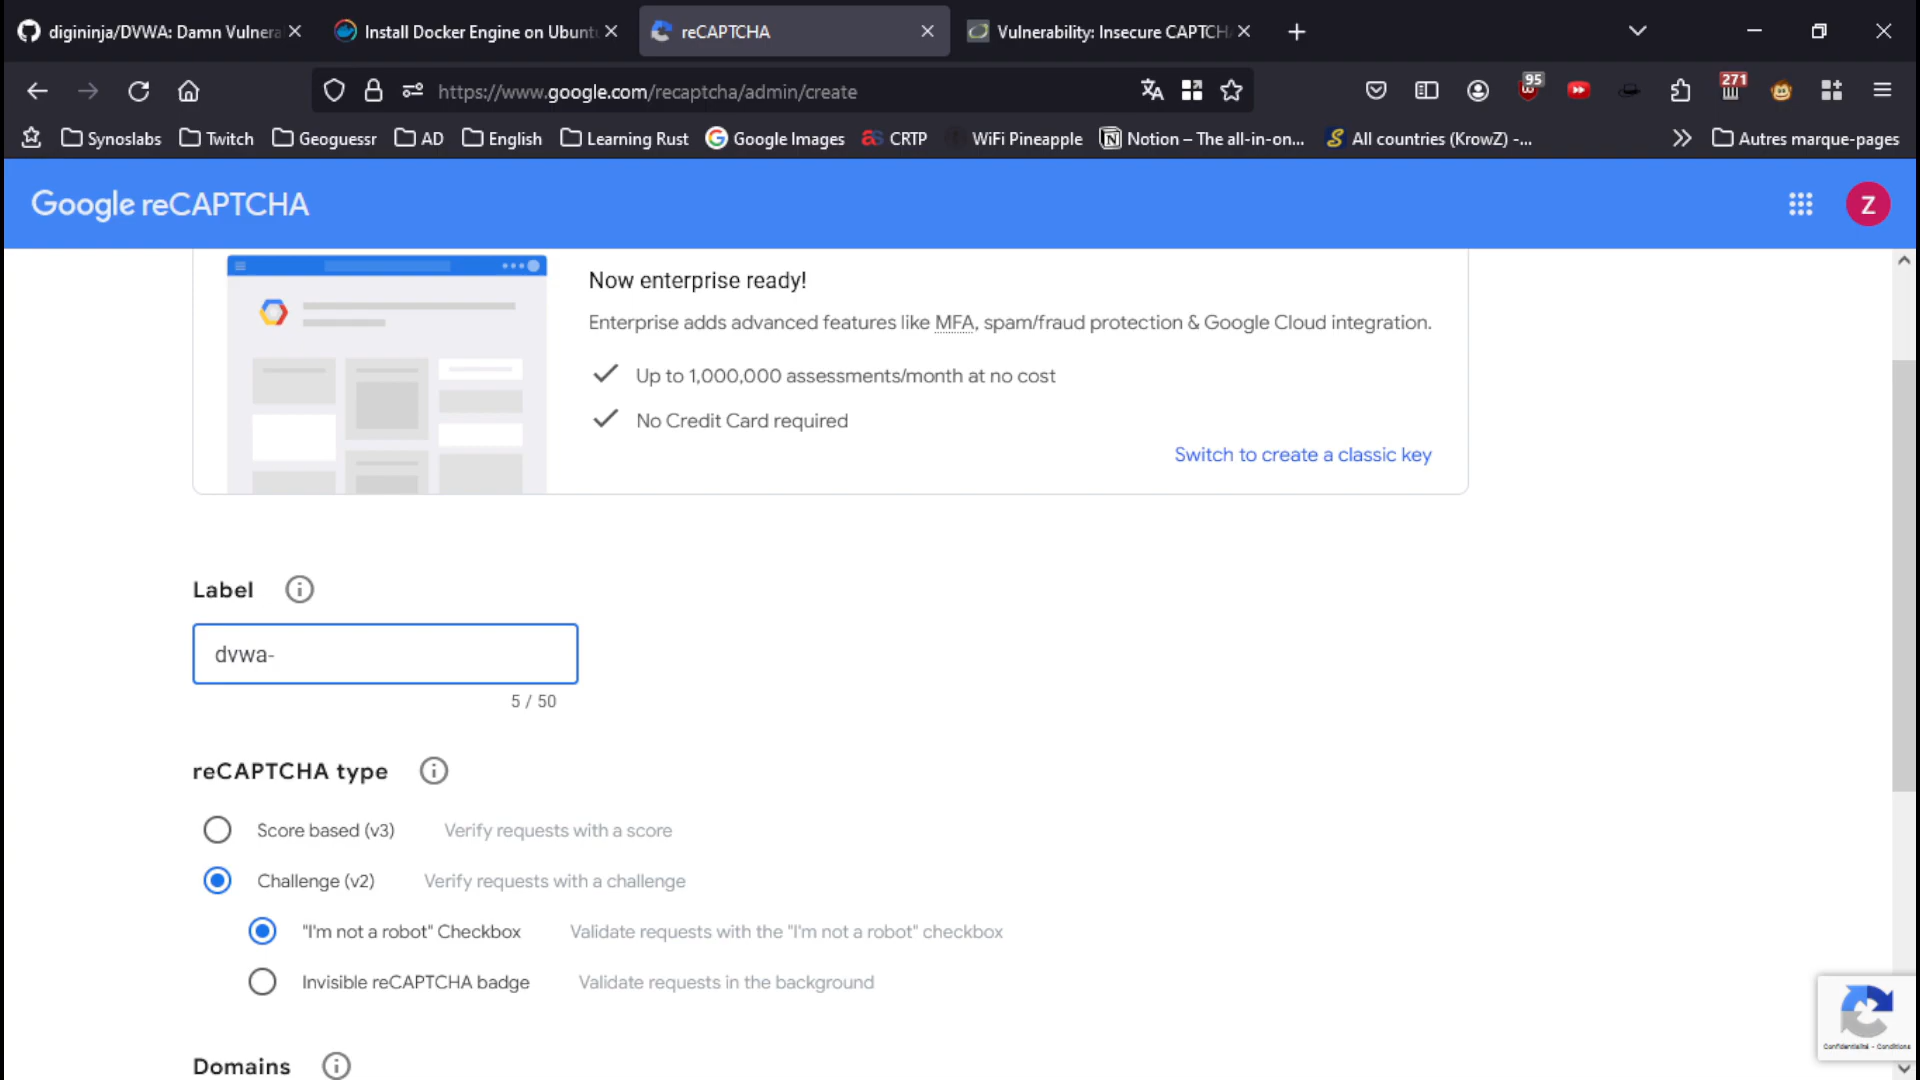 digininja/DVWA: Damn Vulnera
Install Docker Engine on Ubuntu
reCAPTCHA
Vulnerability: Insecure CAPTCH
https://www.google.com/recaptcha/admin/create
95
271
Synoslabs
Twitch
Geoguessr
AD
English
Learning Rust
Google Images
CRTP
WiFi Pineapple
Notion – The all-in-on...
All countries (KrowZ) -...
Autres marque-pages
Google reCAPTCHA
Z
Now enterprise ready!
Enterprise adds advanced features like MFA, spam/fraud protection & Google Cloud integration.
Up to 1,000,000 assessments/month at no cost
No Credit Card required
Switch to create a classic key
Label
dvwa-
5 / 50
reCAPTCHA type
Score based (v3) Verify requests with a score
Challenge (v2) Verify requests with a challenge
"I'm not a robot" Checkbox Validate requests with the "I'm not a robot" checkbox
Invisible reCAPTCHA badge Validate requests in the background
Confidentialité - Conditions
Domains